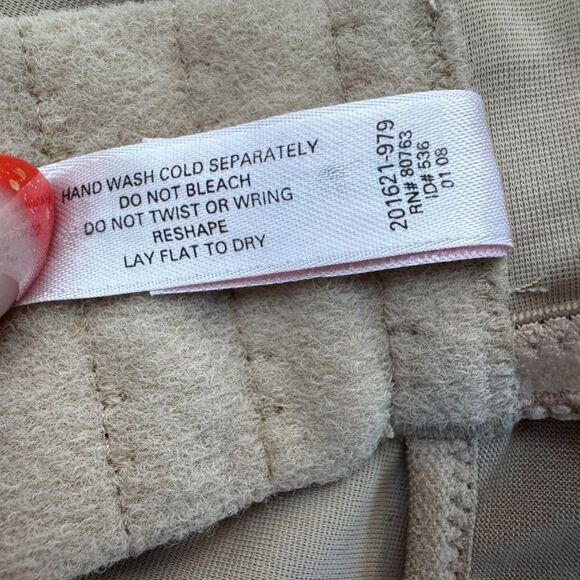 HAND WASH COLD SEPARATELY
DO NOT BLEACH
DO NOT TWIST OR WRING
RESHAPE
LAY FLAT TO DRY
201621-979
RN# 80763
ID# 536
01 08